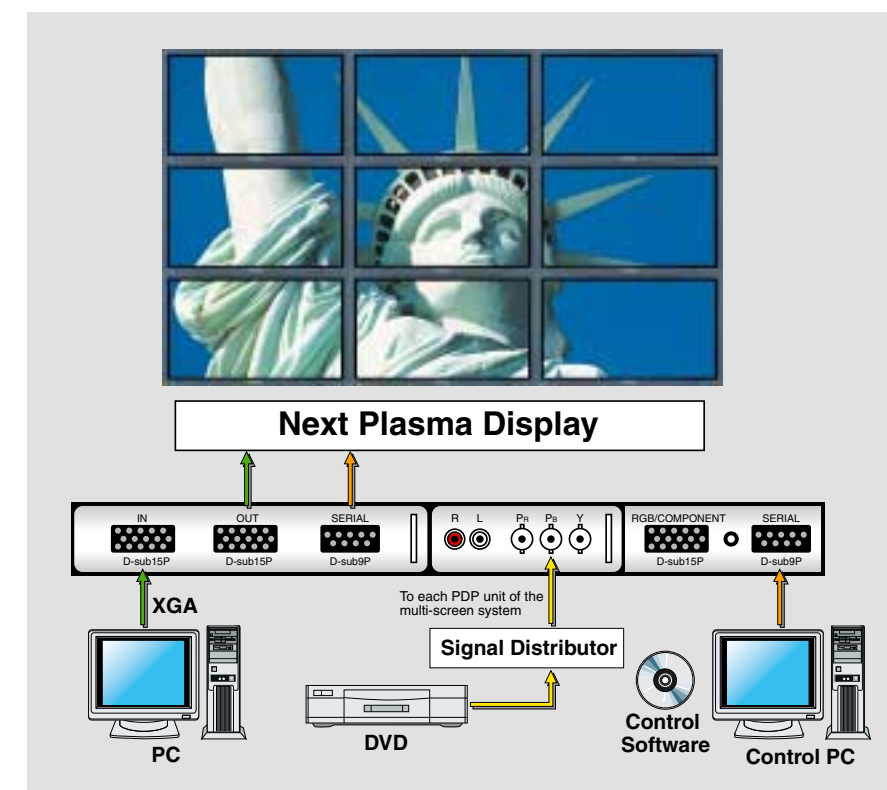 Next Plasma Display
IN
OUT
SERIAL
D-sub15P
D-sub15P
D-sub9P
R L PR PB Y
RGB/COMPONENT
SERIAL
D-sub15P
D-sub9P
XGA
To each PDP unit of the
multi-screen system
Signal Distributor
PC
DVD
Control
Software
Control PC